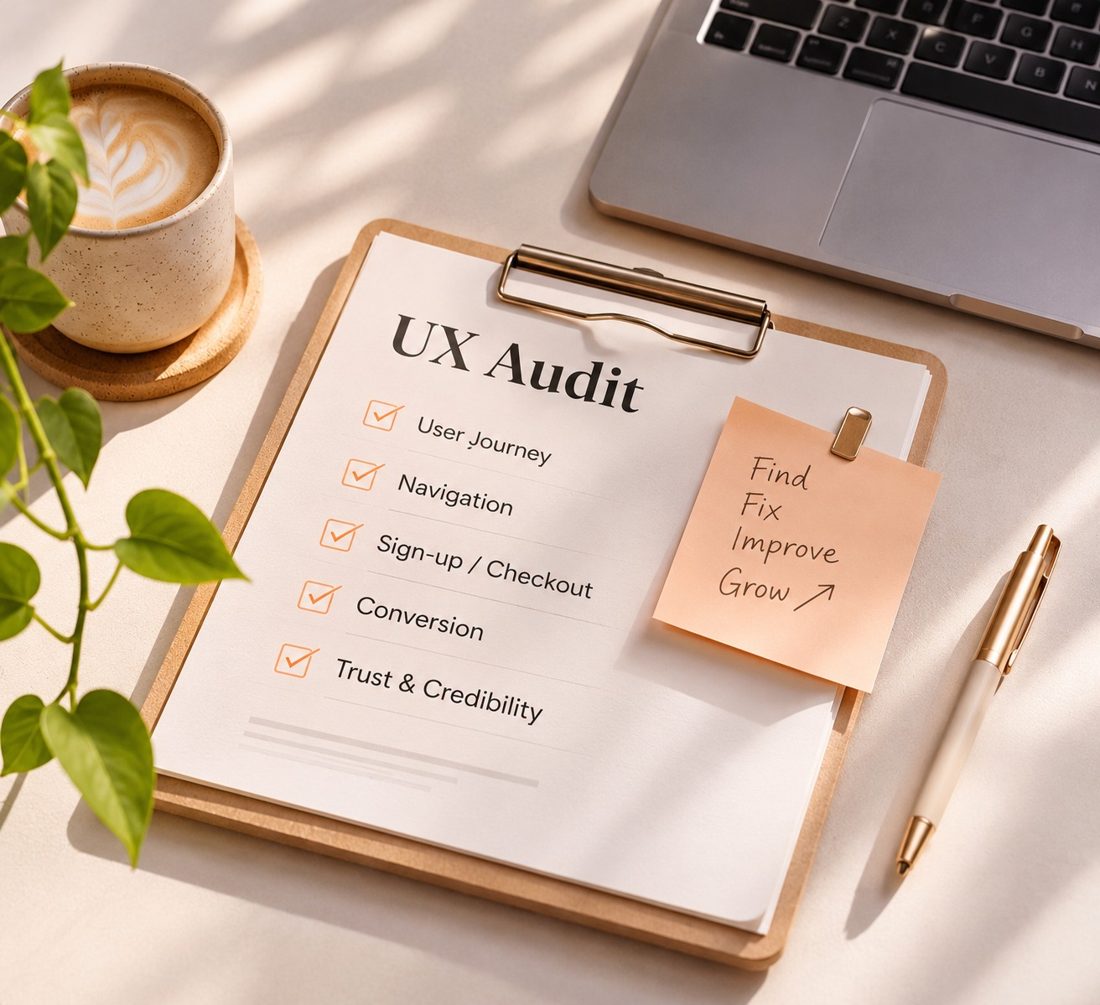 UX Audit
User Journey
Navigation
Sign-up / Checkout
Conversion
Trust & Credibility
Find
Fix
Improve
Grow ↗
Z
X
C
V
B
N
F
G
H